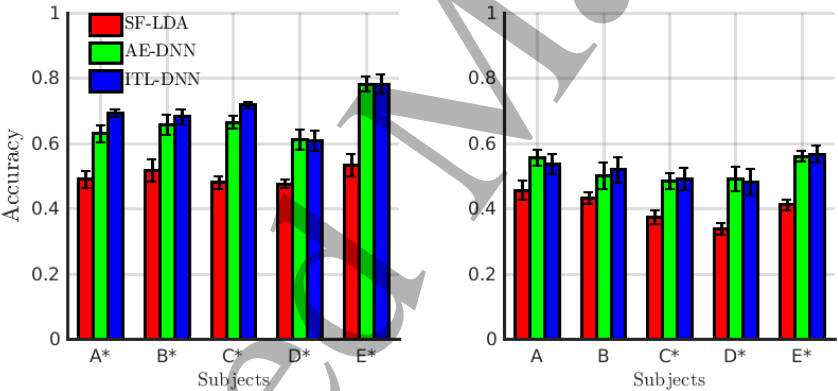 1
0.8
0.6
0.4
0.2
0
Accuracy
SF-LDA
AE-DNN
ITL-DNN
A* B* C* D* E*
Subjects
1
0.8
0.6
0.4
0.2
0
A B C* D* E*
Subjects
ed M